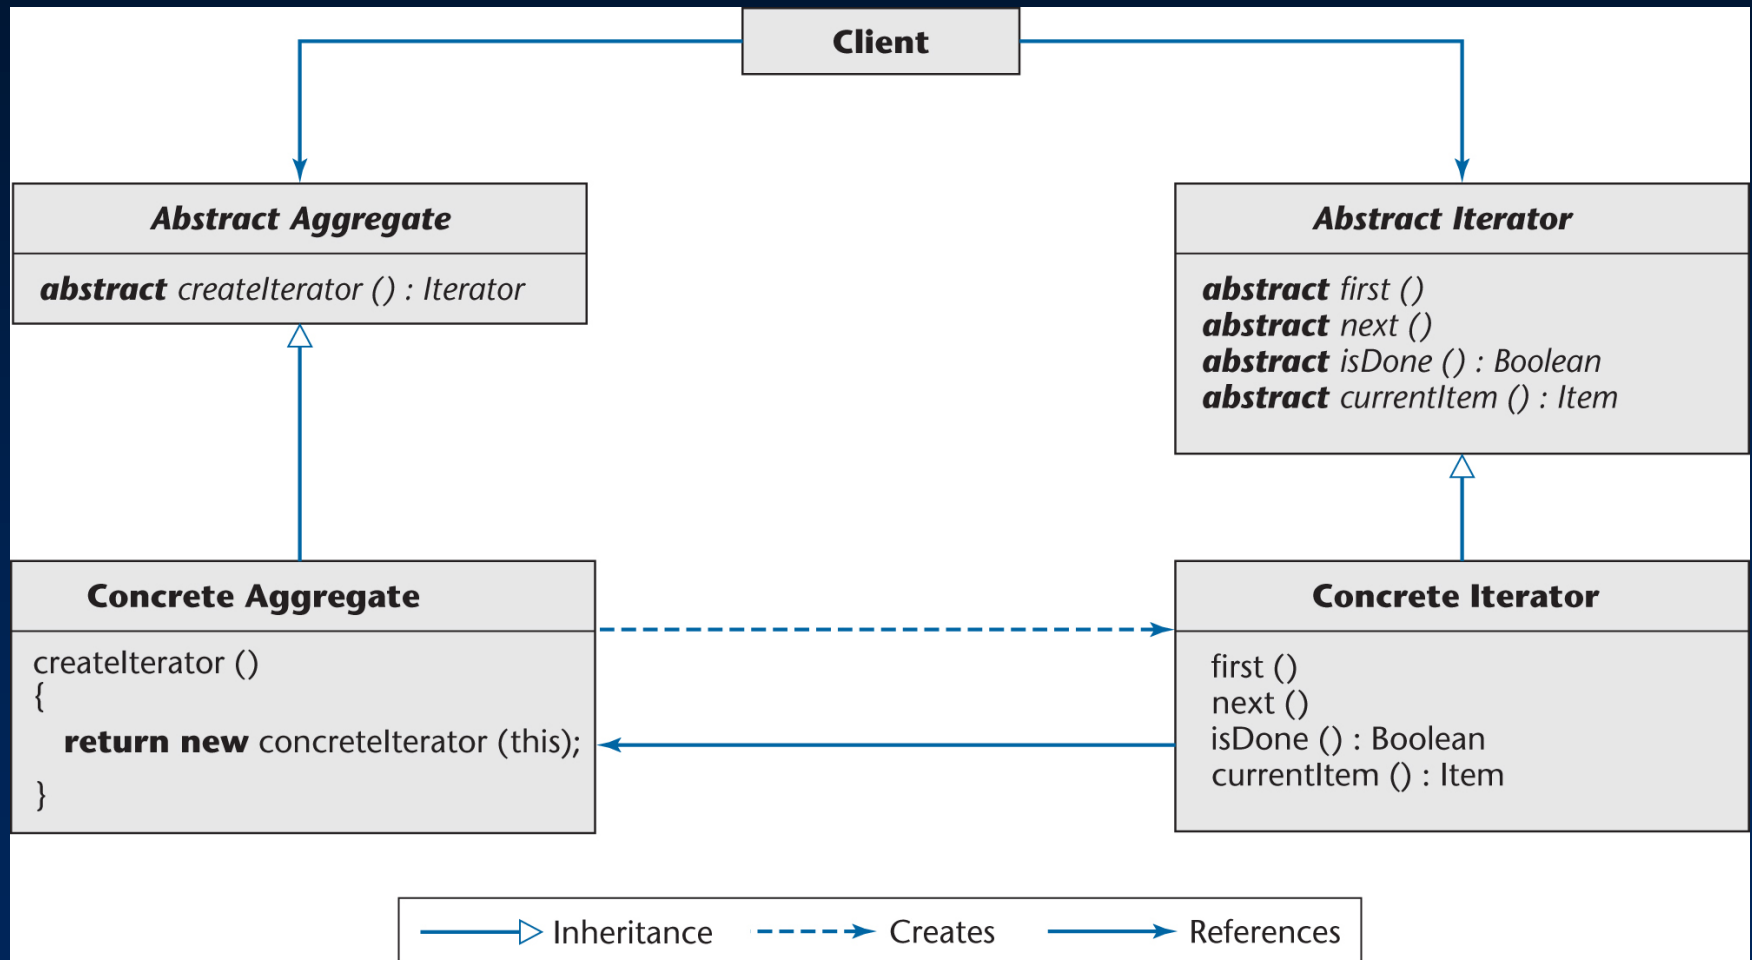 Client
Abstract Aggregate
abstract createIterator () : Iterator
Abstract Iterator
abstract first ()
abstract next ()
abstract isDone () : Boolean
abstract currentItem () : Item
Concrete Aggregate
createIterator ()
{
return new concreteIterator (this);
}
Concrete Iterator
first ()
next ()
isDone () : Boolean
currentItem () : Item
Inheritance
Creates
References